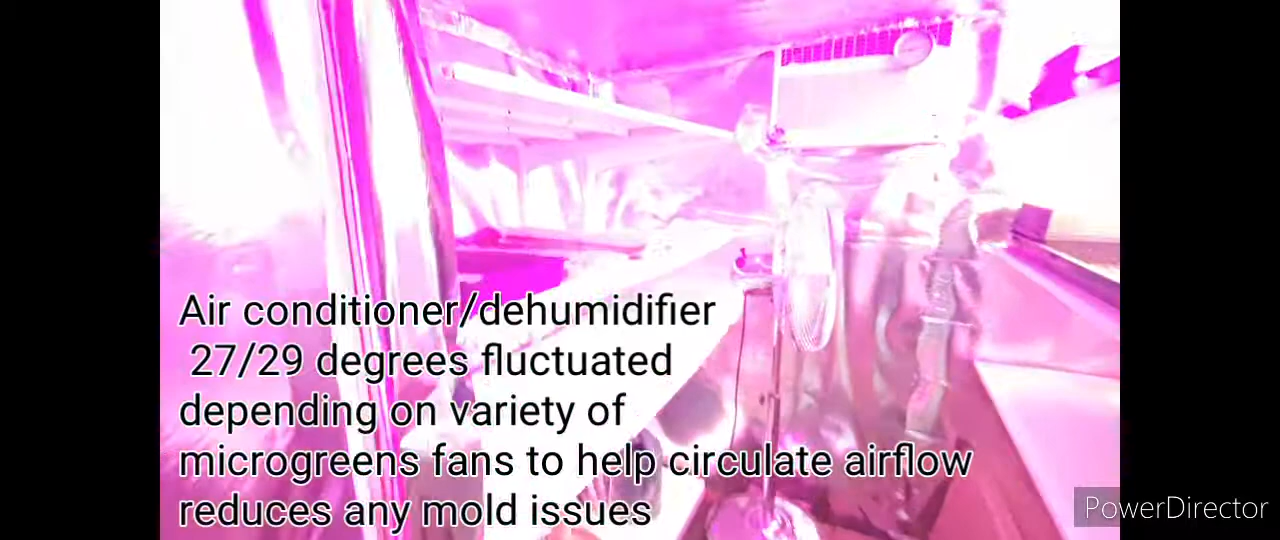 Air conditioner/dehumidifier
27/29 degrees fluctuated
depending on variety of
microgreens fans to help circulate airflow
reduces any mold issues
PowerDirector